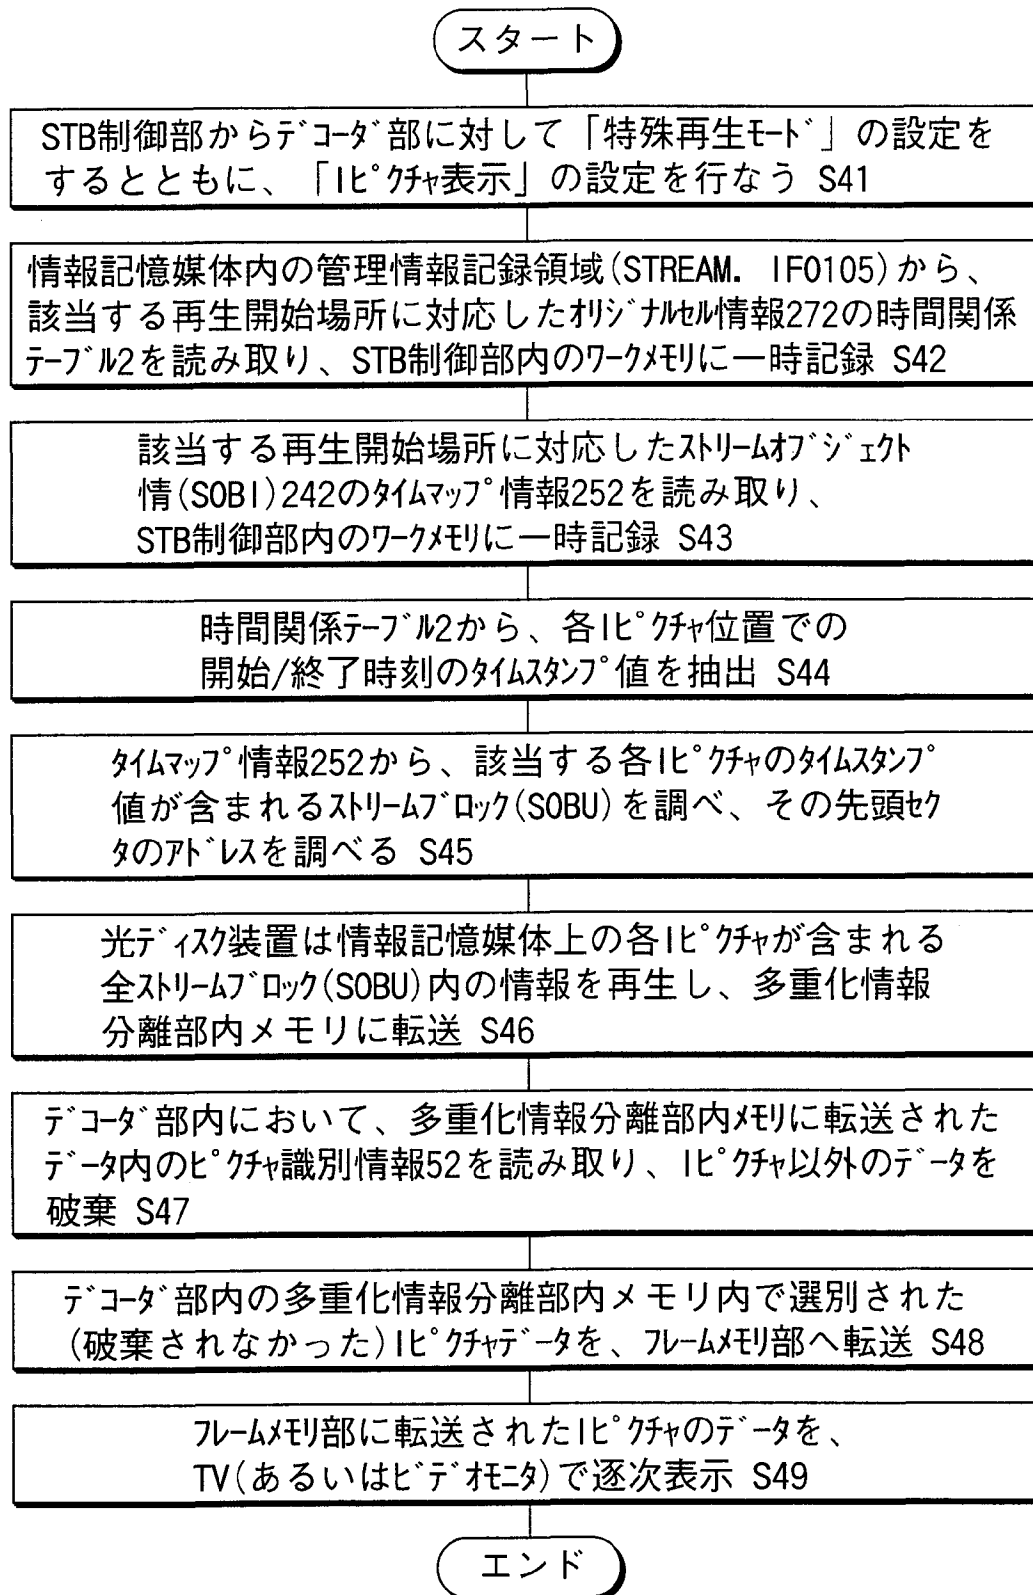 スタート
STB制御部からデコーダ部に対して「特殊再生モード」の設定を
するとともに、「Iピクチャ表示」の設定を行なう S41
情報記憶媒体内の管理情報記録領域(STREAM. IFO105)から、
該当する再生開始場所に対応したオリジナルセル情報272の時間関係
テーブル2を読み取り、STB制御部内のワークメモリに一時記録 S42
該当する再生開始場所に対応したストリームオブジェクト
情(SOBI)242のタイムマップ情報252を読み取り、
STB制御部内のワークメモリに一時記録 S43
時間関係テーブル2から、各Iピクチャ位置での
開始/終了時刻のタイムスタンプ値を抽出 S44
タイムマップ情報252から、該当する各Iピクチャのタイムスタンプ
値が含まれるストリームブロック(SOBU)を調べ、その先頭セク
タのアドレスを調べる S45
光ディスク装置は情報記憶媒体上の各Iピクチャが含まれる
全ストリームブロック(SOBU)内の情報を再生し、多重化情報
分離部内メモリに転送 S46
デコーダ部内において、多重化情報分離部内メモリに転送された
データ内のピクチャ識別情報52を読み取り、Iピクチャ以外のデータを
破棄 S47
デコーダ部内の多重化情報分離部内メモリ内で選別された
(破棄されなかった)Iピクチャデータを、フレームメモリ部へ転送 S48
フレームメモリ部に転送されたIピクチャのデータを、
TV(あるいはビデオモニタ)で逐次表示 S49
エンド